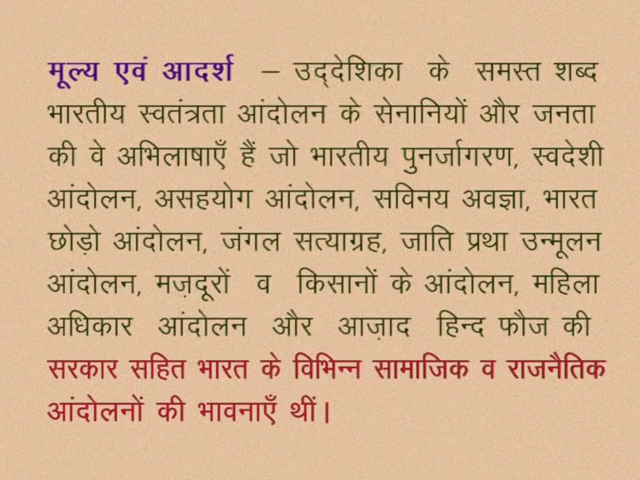 मूल्य एवं आदर्श – उद्देशिका के समस्त शब्द
भारतीय स्वतंत्रता आंदोलन के सेनानियों और जनता
की वे अभिलाषाएँ हैं जो भारतीय पुनर्जागरण, स्वदेशी
आंदोलन, असहयोग आंदोलन, सविनय अवज्ञा, भारत
छोड़ो आंदोलन, जंगल सत्याग्रह, जाति प्रथा उन्मूलन
आंदोलन, मज़दूरों व किसानों के आंदोलन, महिला
अधिकार आंदोलन और आज़ाद हिन्द फौज की
सरकार सहित भारत के विभिन्न सामाजिक व राजनैतिक
आंदोलनों की भावनाएँ थीं।